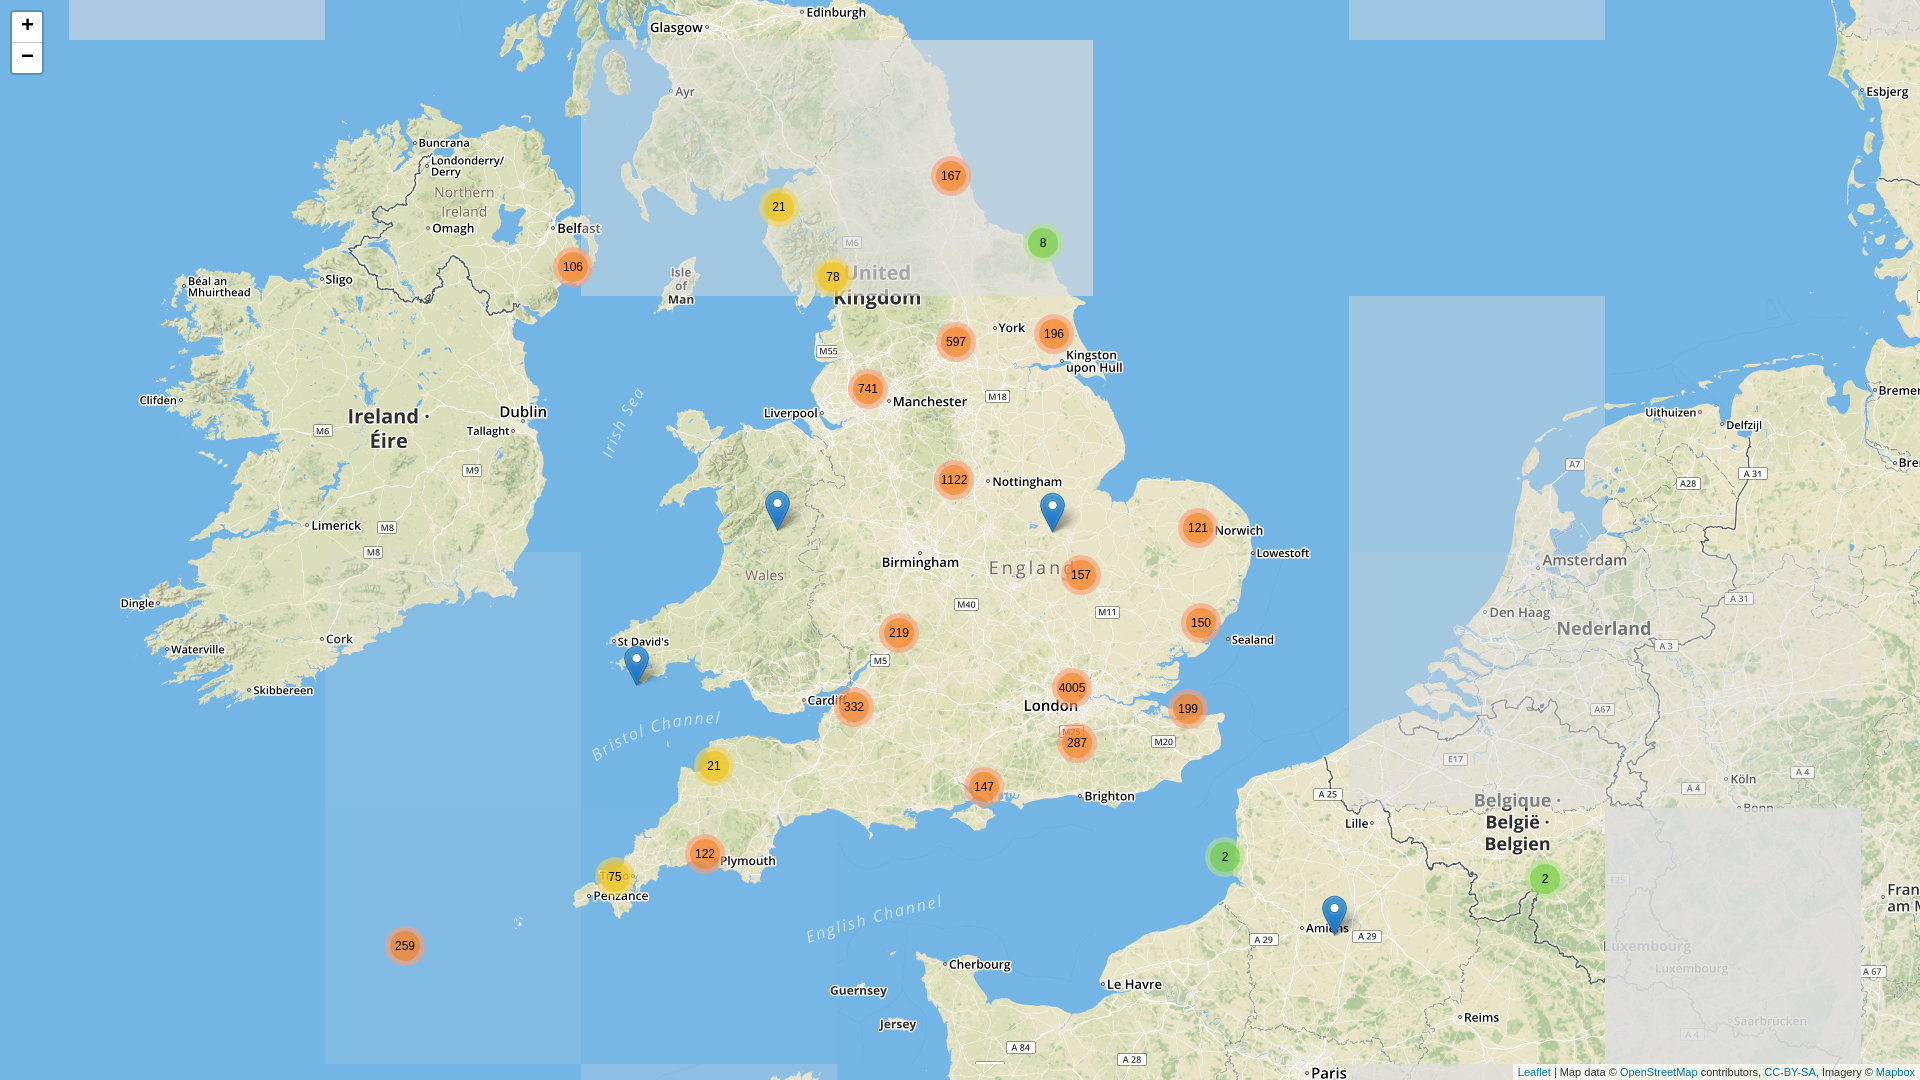 +
−
Edinburgh
Glasgow
Ayr
Esbjerg
Buncrana
Londonderry/
Derry
Northern
Ireland
167
21
Omagh
Belfast
M6
8
106
78
United
Kingdom
Isle
of
Man
Sligo
Béal an
Mhuirthead
York
196
597
M55
Kingston
upon Hull
741
Manchester
M18
Clifden
Dublin
Liverpool
Uithuizen
Ireland ·
Éire
M6
Tallaght
Delfzijl
Irish Sea
M9
A7
A 31
A28
1122
Nottingham
Limerick
M8
M8
121
Norwich
Lowestoft
Birmingham
England
157
Amsterdam
Wales
A 31
Dingle
M40
M11
Den Haag
Nederland
150
219
Cork
St David's
Sealand
Waterville
A 3
M5
Skibbereen
4005
London
Cardiff
332
199
A67
Bristol Channel
M25
287
M20
E17
21
147
Köln
A 4
A 4
A 25
Brighton
Belgique ·
België ·
Belgien
Bonn
Lille
122
Plymouth
2
75
Penzance
2
E25
English Channel
Amiens
A 29
A 29
259
Luxembourg
Luxembourg
Cherbourg
A 67
Le Havre
Guernsey
Jersey
Reims
Saarbrücken
A 4
A 84
A 28
Paris
Leaflet | Map data © OpenStreetMap contributors, CC-BY-SA, Imagery © Mapbox